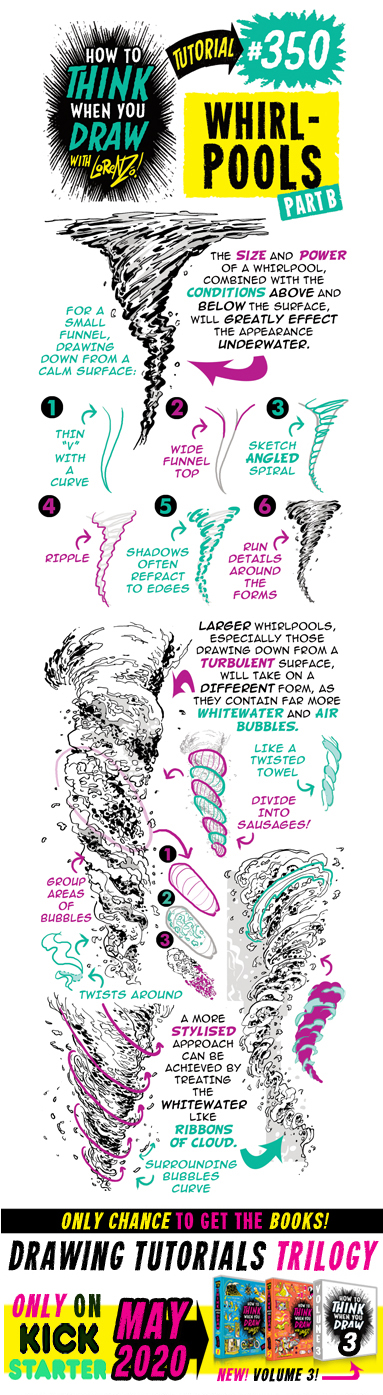 HOW TO
THINK
WHEN YOU
DRAW
WITH LORENZO!
TUTORIAL
#350
WHIRL-
POOLS
PART B
THE SIZE AND POWER
OF A WHIRLPOOL,
COMBINED WITH THE
CONDITIONS ABOVE AND
BELOW THE SURFACE,
WILL GREATLY EFFECT
THE APPEARANCE
UNDERWATER.
FOR A
SMALL
FUNNEL,
DRAWING
DOWN FROM A
CALM SURFACE:
1
THIN
"V"
WITH
A
CURVE
2
WIDE
FUNNEL
TOP
3
SKETCH
ANGLED
SPIRAL
4
RIPPLE
5
SHADOWS
OFTEN
REFRACT
TO EDGES
6
RUN
DETAILS
AROUND
THE
FORMS
LARGER WHIRLPOOLS,
ESPECIALLY THOSE
DRAWING DOWN FROM A
TURBULENT SURFACE,
WILL TAKE ON A
DIFFERENT FORM, AS
THEY CONTAIN FAR MORE
WHITEWATER AND AIR
BUBBLES.
LIKE A
TWISTED
TOWEL
DIVIDE
INTO
SAUSAGES!
1
2
3
GROUP
AREAS
OF
BUBBLES
TWISTS AROUND
A MORE
STYLISED
APPROACH
CAN BE
ACHIEVED BY
TREATING
THE
WHITEWATER
LIKE
RIBBONS
OF CLOUD.
SURROUNDING
BUBBLES
CURVE
ONLY CHANCE TO GET THE BOOKS!
DRAWING TUTORIALS TRILOGY
ONLY ON
KICK
STARTER
MAY
2020
HOW TO
THINK
WHEN YOU
DRAW
3
NEW! VOLUME 3!